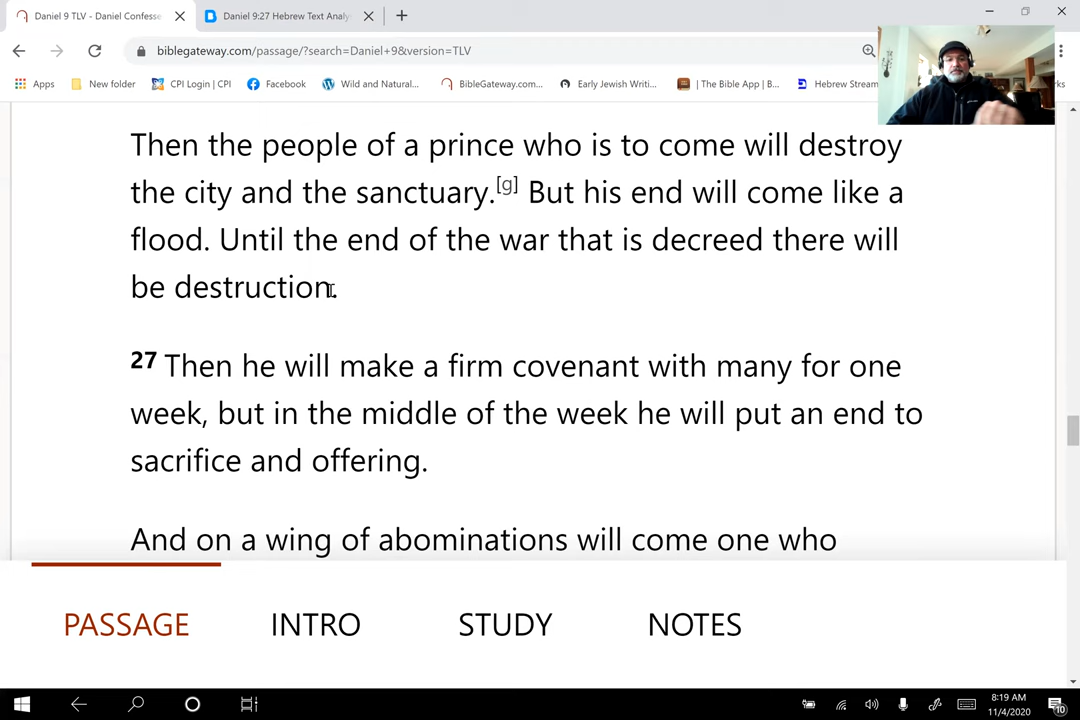 Daniel 9 TLV - Daniel Confesse
Daniel 9:27 Hebrew Text Analy
biblegateway.com/passage/?search=Daniel+9&version=TLV
Apps New folder CPI Login | CPI Facebook Wild and Natural... BibleGateway.com... Early Jewish Writi... | The Bible App | B... Hebrew Stream rks
Then the people of a prince who is to come will destroy
the city and the sanctuary.[g] But his end will come like a
flood. Until the end of the war that is decreed there will
be destruction.
27 Then he will make a firm covenant with many for one
week, but in the middle of the week he will put an end to
sacrifice and offering.
And on a wing of abominations will come one who
PASSAGE INTRO STUDY NOTES
8:19 AM
11/4/2020
10